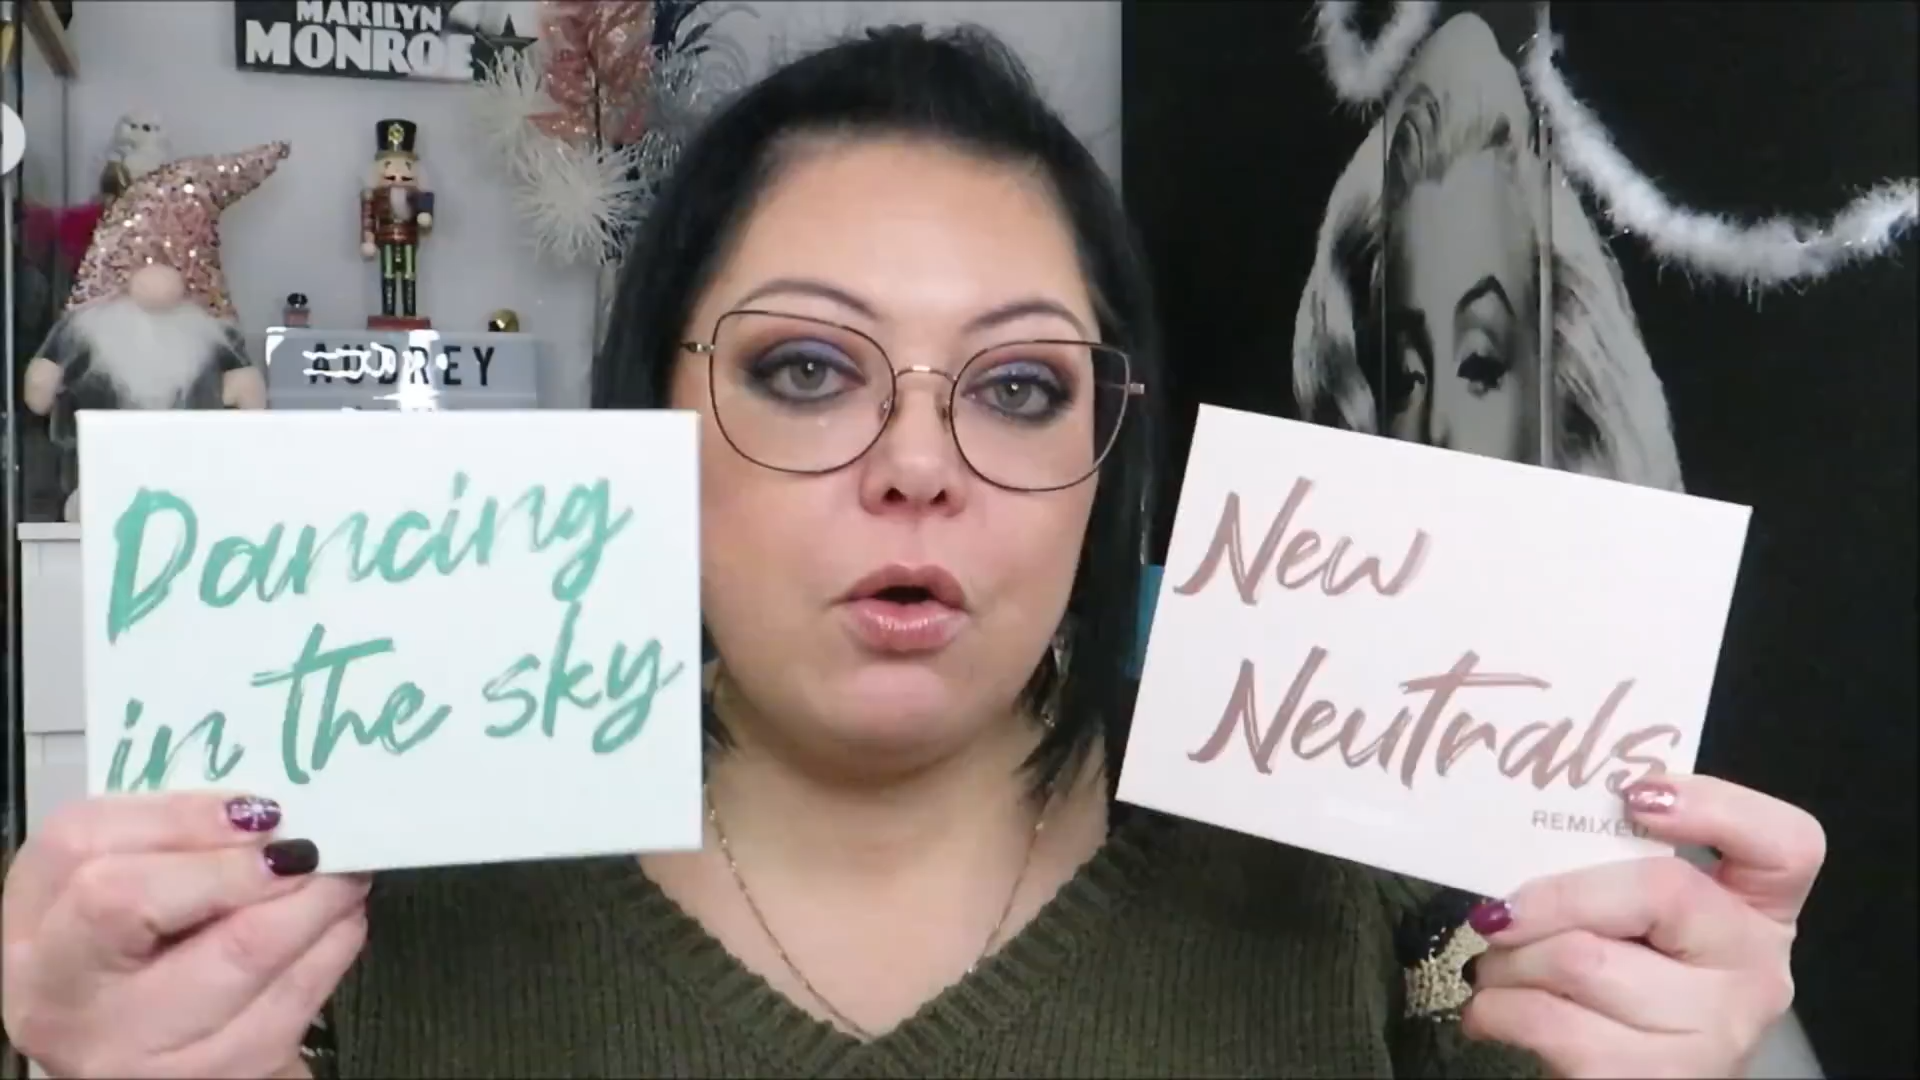 MARILYN
MONROE
AUDREY
Dancing
in the sky
New
Neutrals
REMIXED